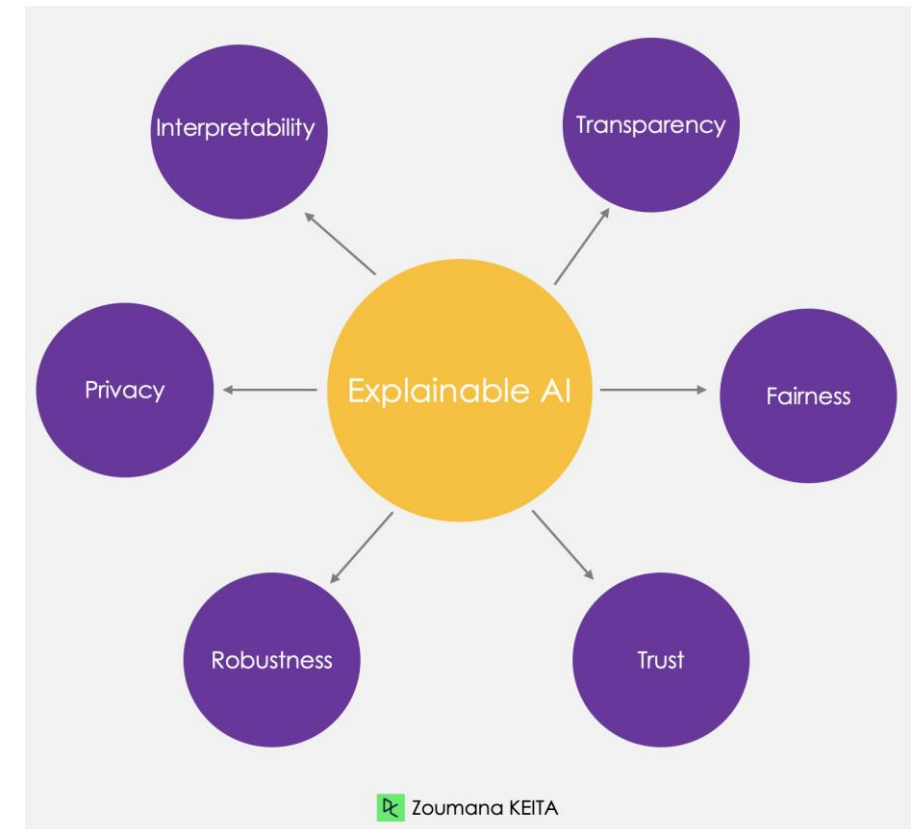 Interpretability
Transparency
Privacy
Explainable AI
Fairness
Robustness
Trust
Zoumana KEITA